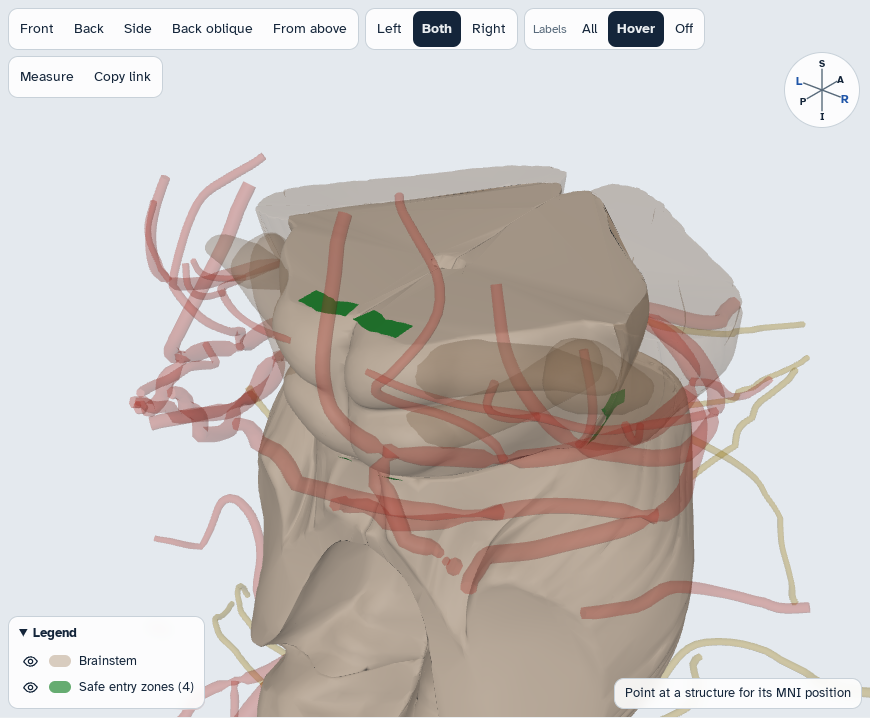 Front Back Side Back oblique From above Left Both Right Labels All Hover Off
Measure Copy link
S
L A
P R
I
▼ Legend
Brainstem
Safe entry zones (4)
Point at a structure for its MNI position